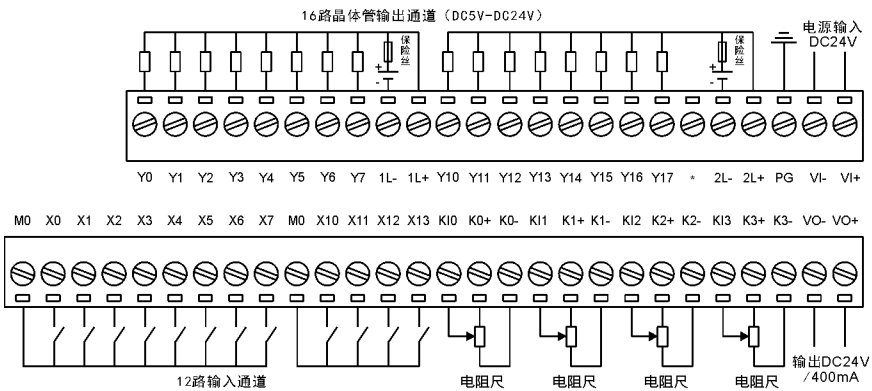 16路晶体管输出通道（DC5V-DC24V）
电源输入
DC24V
保险丝
保险丝
+
-
+
-
Y0 Y1 Y2 Y3 Y4 Y5 Y6 Y7 1L- 1L+ Y10 Y11 Y12 Y13 Y14 Y15 Y16 Y17 * 2L- 2L+ PG VI- VI+
M0 X0 X1 X2 X3 X4 X5 X6 X7 M0 X10 X11 X12 X13 KI0 K0+ K0- KI1 K1+ K1- KI2 K2+ K2- KI3 K3+ K3- VO- VO+
12路输入通道
电阻尺
电阻尺
电阻尺
电阻尺
输出DC24V
/400mA